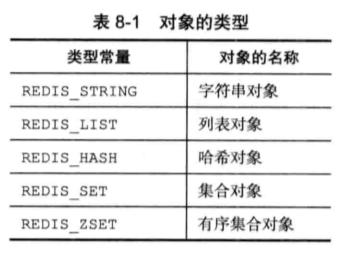 表 8-1 对象的类型
类型常量 对象的名称
REDIS_STRING 字符串对象
REDIS_LIST 列表对象
REDIS_HASH 哈希对象
REDIS_SET 集合对象
REDIS_ZSET 有序集合对象